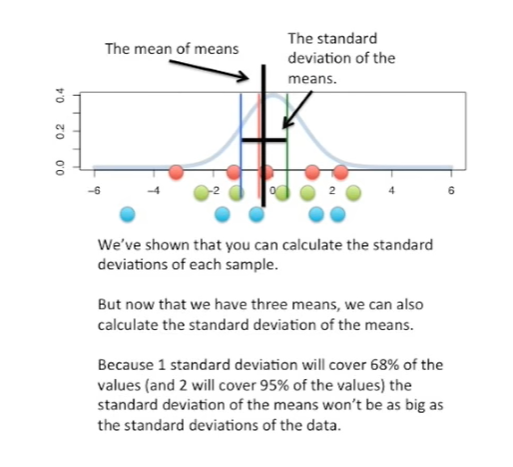 The mean of means
The standard
deviation of the
means.
0.4
0.2
0.0
-6
-4
-2
0
2
4
6
We've shown that you can calculate the standard
deviations of each sample.
But now that we have three means, we can also
calculate the standard deviation of the means.
Because 1 standard deviation will cover 68% of the
values (and 2 will cover 95% of the values) the
standard deviation of the means won't be as big as
the standard deviations of the data.